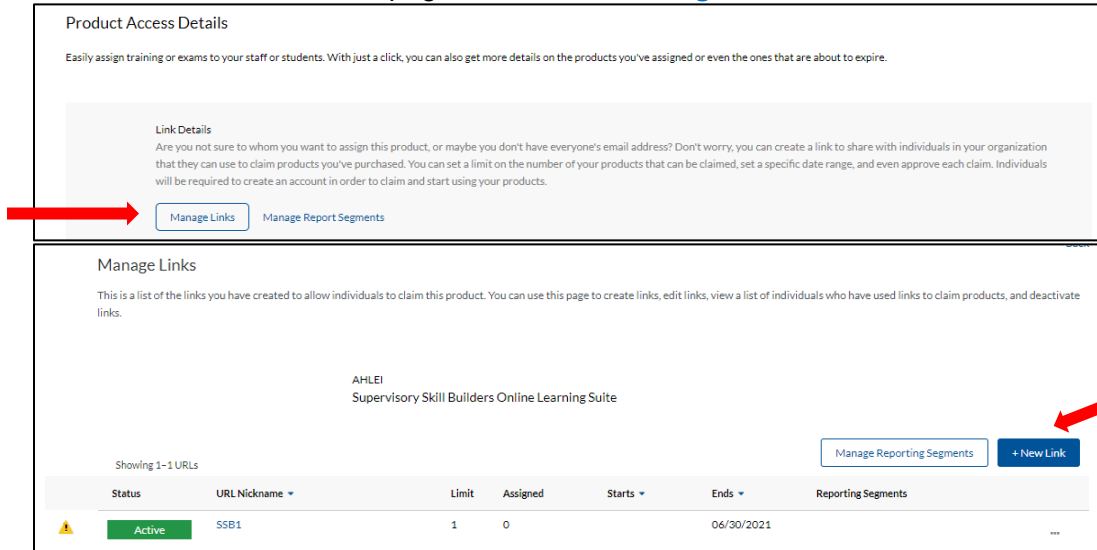 Product Access Details
Easily assign training or exams to your staff or students. With just a click, you can also get more details on the products you've assigned or even the ones that are about to expire.
Link Details
Are you not sure to whom you want to assign this product, or maybe you don't have everyone's email address? Don't worry, you can create a link to share with individuals in your organization
that they can use to claim products you've purchased. You can set a limit on the number of your products that can be claimed, set a specific date range, and even approve each claim. Individuals
will be required to create an account in order to claim and start using your products.
Manage Links Manage Report Segments
Manage Links
This is a list of the links you have created to allow individuals to claim this product. You can use this page to create links, edit links, view a list of individuals who have used links to claim products, and deactivate
links.
AHLEI
Supervisory Skill Builders Online Learning Suite
Manage Reporting Segments + New Link
Showing 1-1 URLs
Status URL Nickname Limit Assigned Starts Ends Reporting Segments
Active SSB1 1 0 06/30/2021 ...